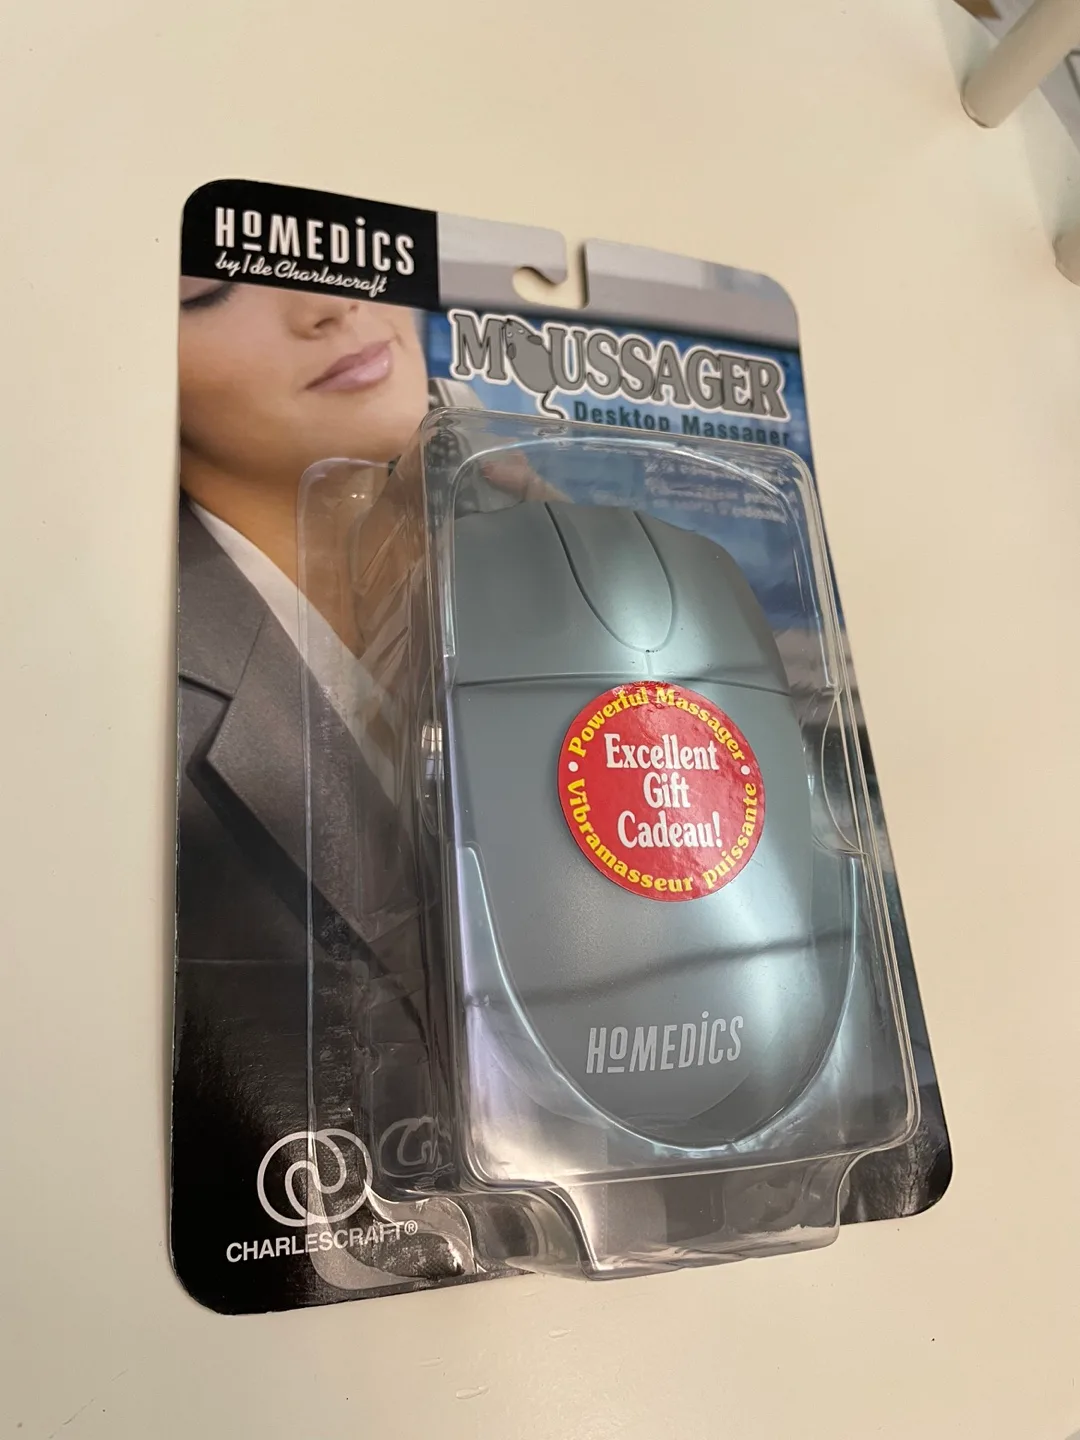 HOMEDICS
by/de Charlescraft
MOUSSAGER
Desktop Massager
• Powerful Massager •
Excellent
Gift
Cadeau!
Vibramasseur puissante
HOMEDICS
CHARLESCRAFT®